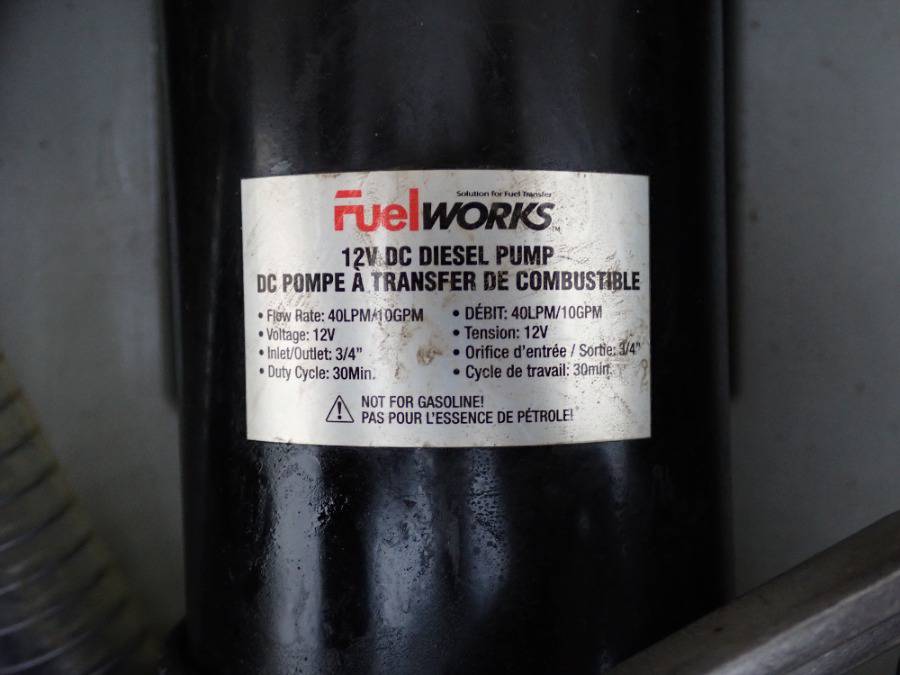 Solution for Fuel Transfer
FuelWORKS™
12V DC DIESEL PUMP
DC POMPE À TRANSFER DE COMBUSTIBLE
• Flow Rate: 40LPM/10GPM
• Voltage: 12V
• Inlet/Outlet: 3/4"
• Duty Cycle: 30Min.
• DÉBIT: 40LPM/10GPM
• Tension: 12V
• Orifice d'entrée / Sortie: 3/4"
• Cycle de travail: 30min.
NOT FOR GASOLINE!
PAS POUR L'ESSENCE DE PÉTROLE!